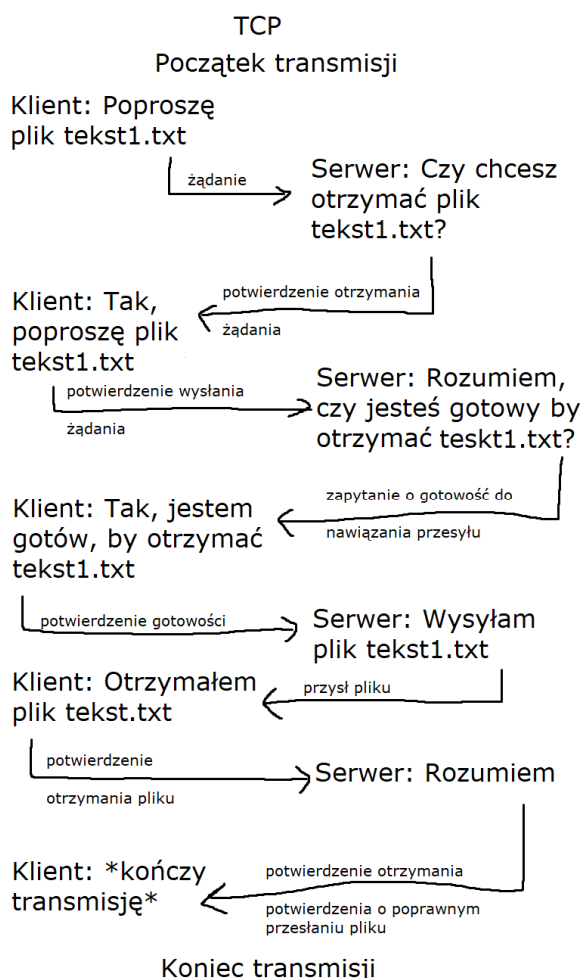 TCP
Początek transmisji
Klient: Poproszę
plik tekst1.txt
żądanie
Serwer: Czy chcesz
otrzymać plik
tekst1.txt?
potwierdzenie otrzymania
żądania
Klient: Tak,
poproszę plik
tekst1.txt
potwierdzenie wysłania
żądania
Serwer: Rozumiem,
czy jesteś gotowy by
otrzymać teskt1.txt?
zapytanie o gotowość do
nawiązania przesyłu
Klient: Tak, jestem
gotów, by otrzymać
tekst1.txt
potwierdzenie gotowości
Serwer: Wysyłam
plik tekst1.txt
przysł pliku
Klient: Otrzymałem
plik tekst.txt
potwierdzenie
otrzymania pliku
Serwer: Rozumiem
potwierdzenie otrzymania
potwierdzenia o poprawnym
przesłaniu pliku
Klient: *kończy
transmisję*
Koniec transmisji